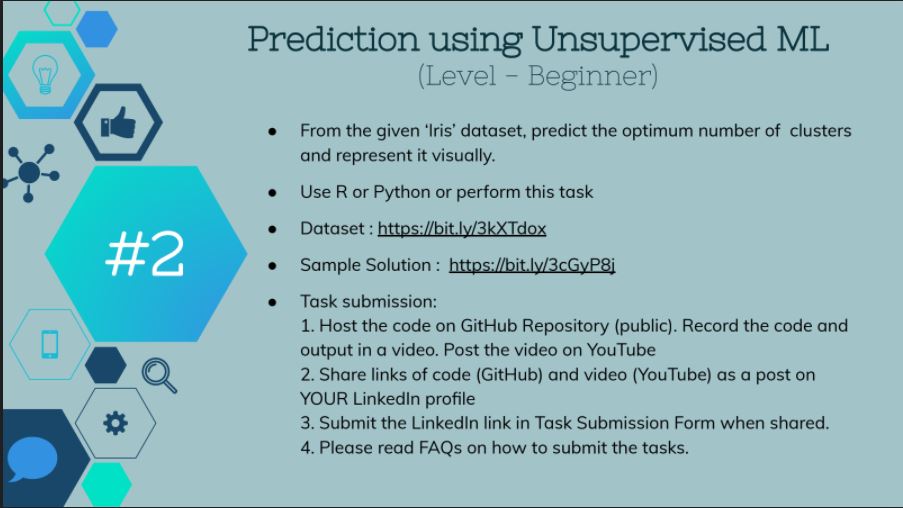 Prediction using Unsupervised ML
(Level – Beginner)
● From the given ‘Iris’ dataset, predict the optimum number of clusters
and represent it visually.
● Use R or Python or perform this task
● Dataset : https://bit.ly/3kXTdox
● Sample Solution : https://bit.ly/3cGyP8j
● Task submission:
1. Host the code on GitHub Repository (public). Record the code and
output in a video. Post the video on YouTube
2. Share links of code (GitHub) and video (YouTube) as a post on
YOUR LinkedIn profile
3. Submit the LinkedIn link in Task Submission Form when shared.
4. Please read FAQs on how to submit the tasks.
#2